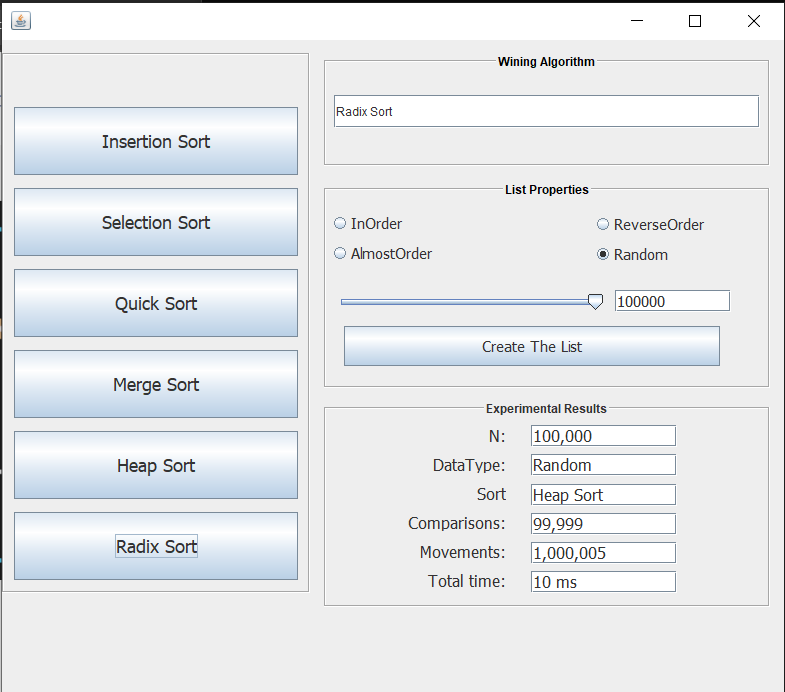 Insertion Sort
Selection Sort
Quick Sort
Merge Sort
Heap Sort
Radix Sort
Wining Algorithm
Radix Sort
List Properties
InOrder ReverseOrder
AlmostOrder Random
100000
Create The List
Experimental Results
N: 100,000
DataType: Random
Sort Heap Sort
Comparisons: 99,999
Movements: 1,000,005
Total time: 10 ms